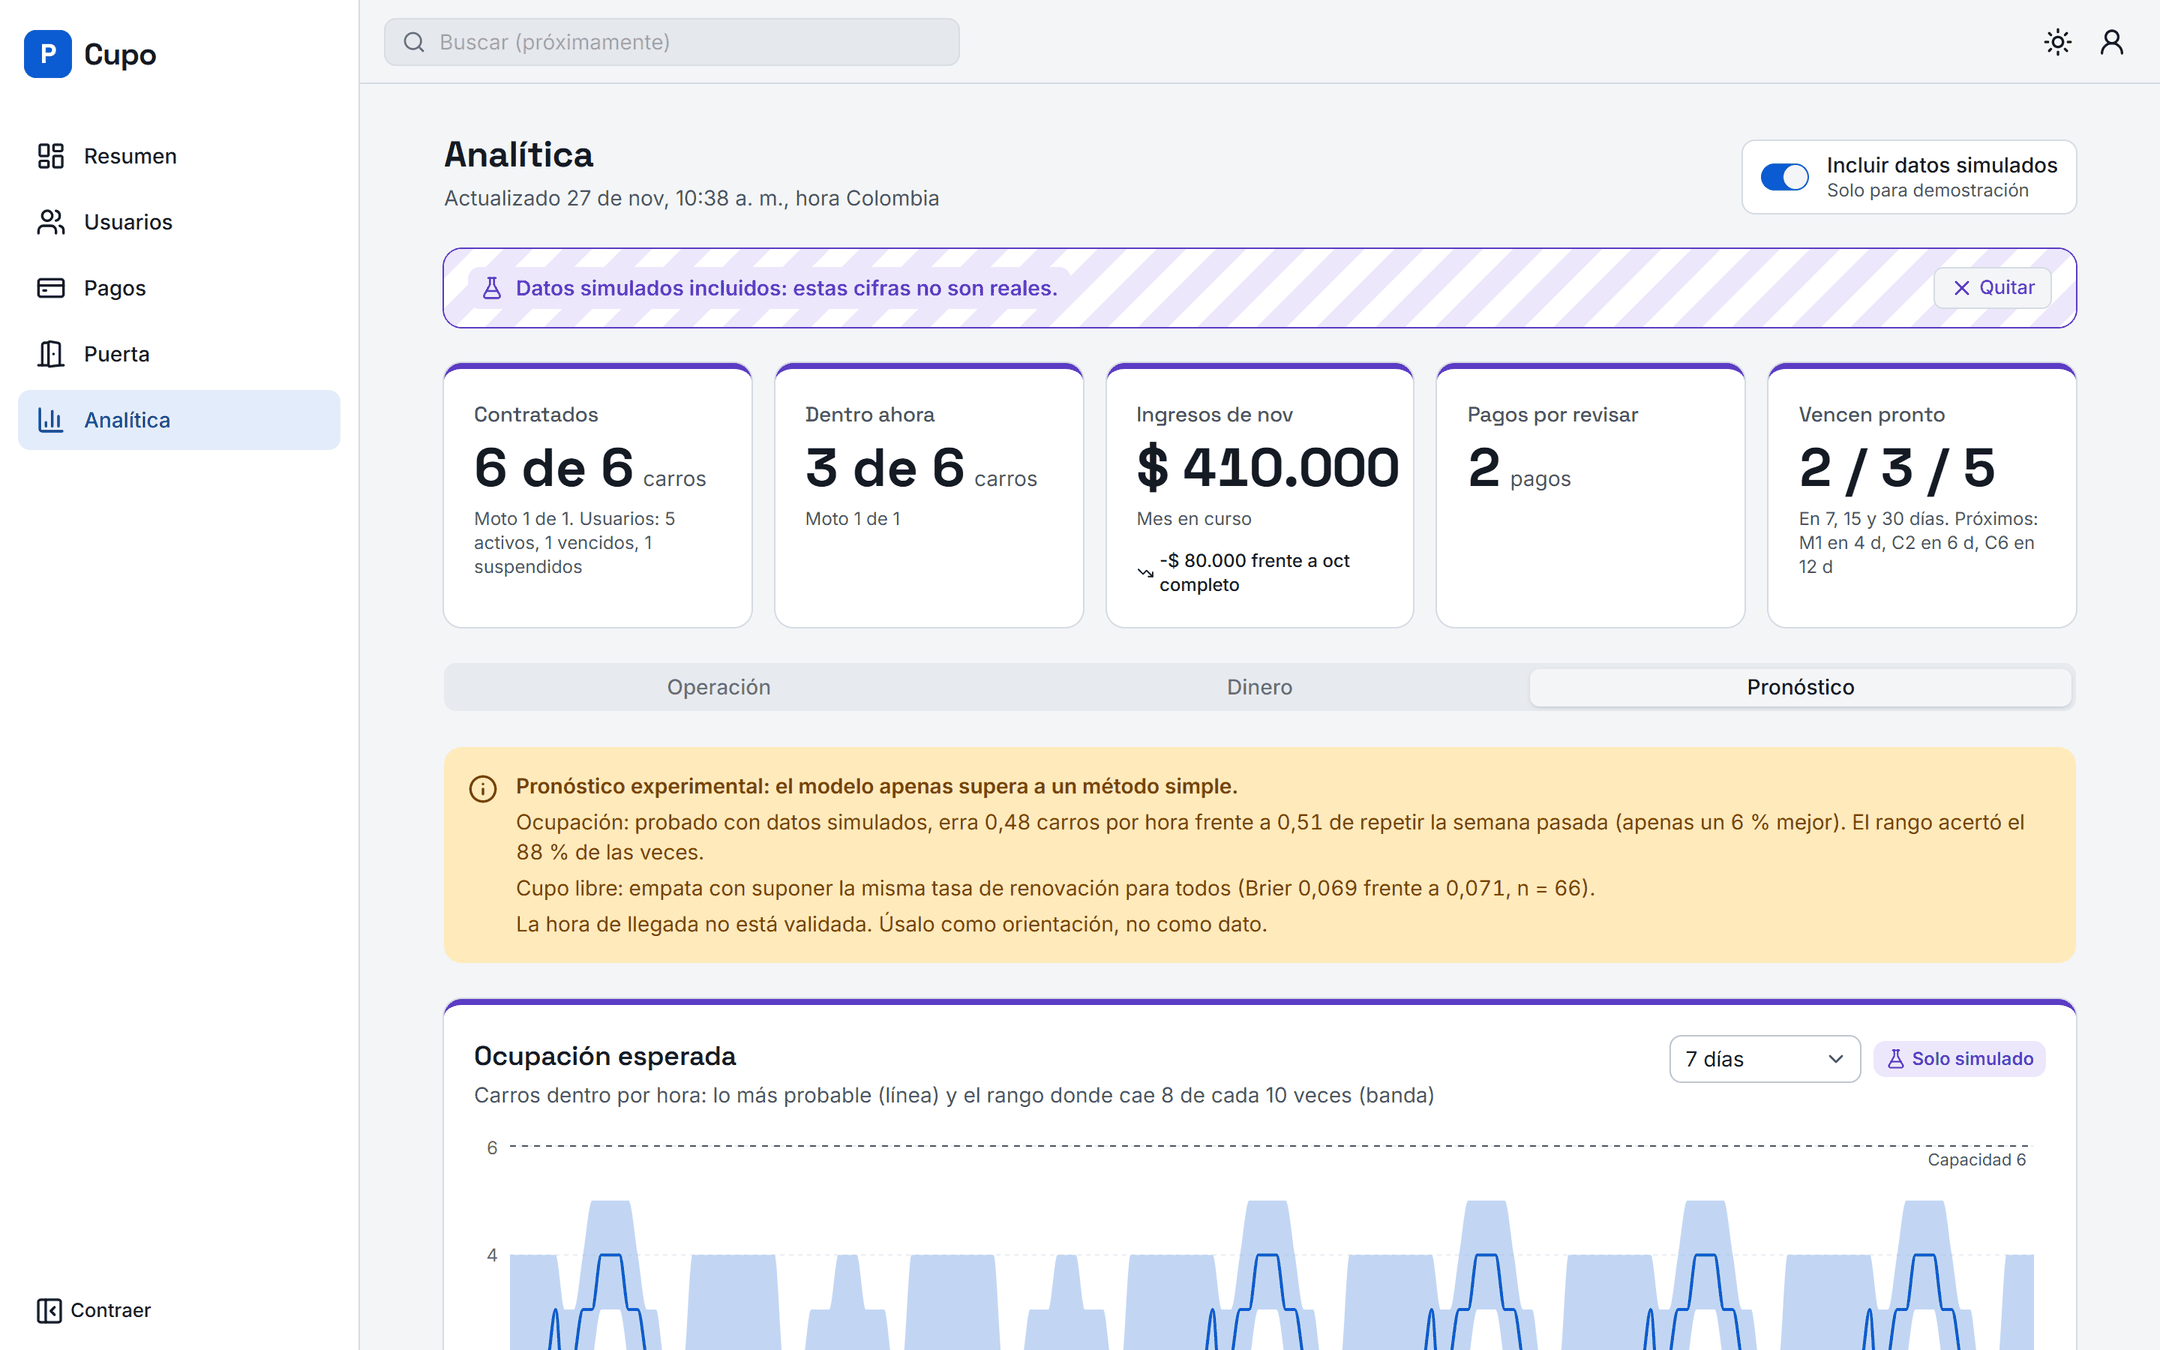 P Cupo
Buscar (próximamente)
Resumen
Usuarios
Pagos
Puerta
Analítica
Contraer
Analítica
Actualizado 27 de nov, 10:38 a. m., hora Colombia
Incluir datos simulados
Solo para demostración
Datos simulados incluidos: estas cifras no son reales.
Quitar
Contratados
6 de 6 carros
Moto 1 de 1. Usuarios: 5
activos, 1 vencidos, 1
suspendidos
Dentro ahora
3 de 6 carros
Moto 1 de 1
Ingresos de nov
$ 410.000
Mes en curso
-$ 80.000 frente a oct
completo
Pagos por revisar
2 pagos
Vencen pronto
2 / 3 / 5
En 7, 15 y 30 días. Próximos:
M1 en 4 d, C2 en 6 d, C6 en
12 d
Operación
Dinero
Pronóstico
Pronóstico experimental: el modelo apenas supera a un método simple.
Ocupación: probado con datos simulados, erra 0,48 carros por hora frente a 0,51 de repetir la semana pasada (apenas un 6 % mejor). El rango acertó el
88 % de las veces.
Cupo libre: empata con suponer la misma tasa de renovación para todos (Brier 0,069 frente a 0,071, n = 66).
La hora de llegada no está validada. Úsalo como orientación, no como dato.
Ocupación esperada
Carros dentro por hora: lo más probable (línea) y el rango donde cae 8 de cada 10 veces (banda)
7 días
Solo simulado
6
Capacidad 6
4